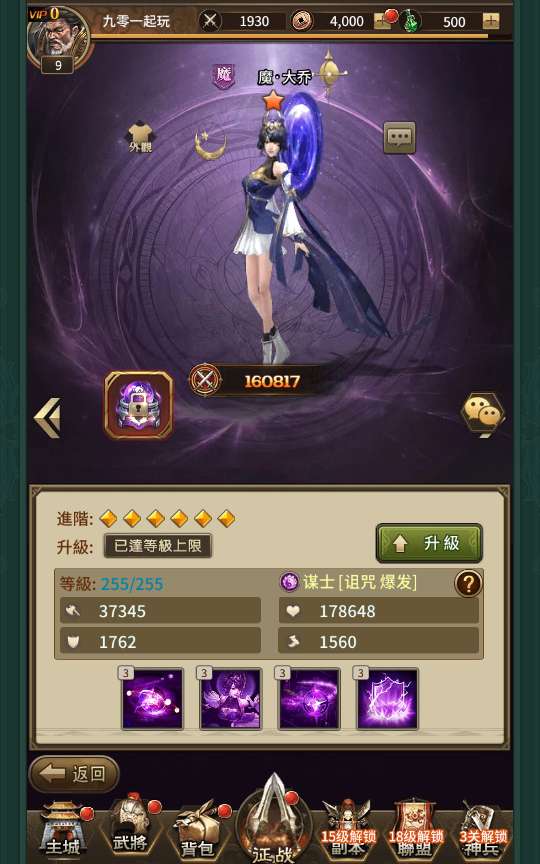 VIP 0
九零一起玩
1930
4,000
500
9
魔
魔·大乔
外觀
160817
進階:
升級:
已達等級上限
升級
等級: 255/255
谋士 [诅咒 爆发]
?
37345
178648
1762
1560
3
3
3
3
返回
主城
武將
背包
征战
15級解锁
副本
18級解锁
聯盟
3关解锁
神兵